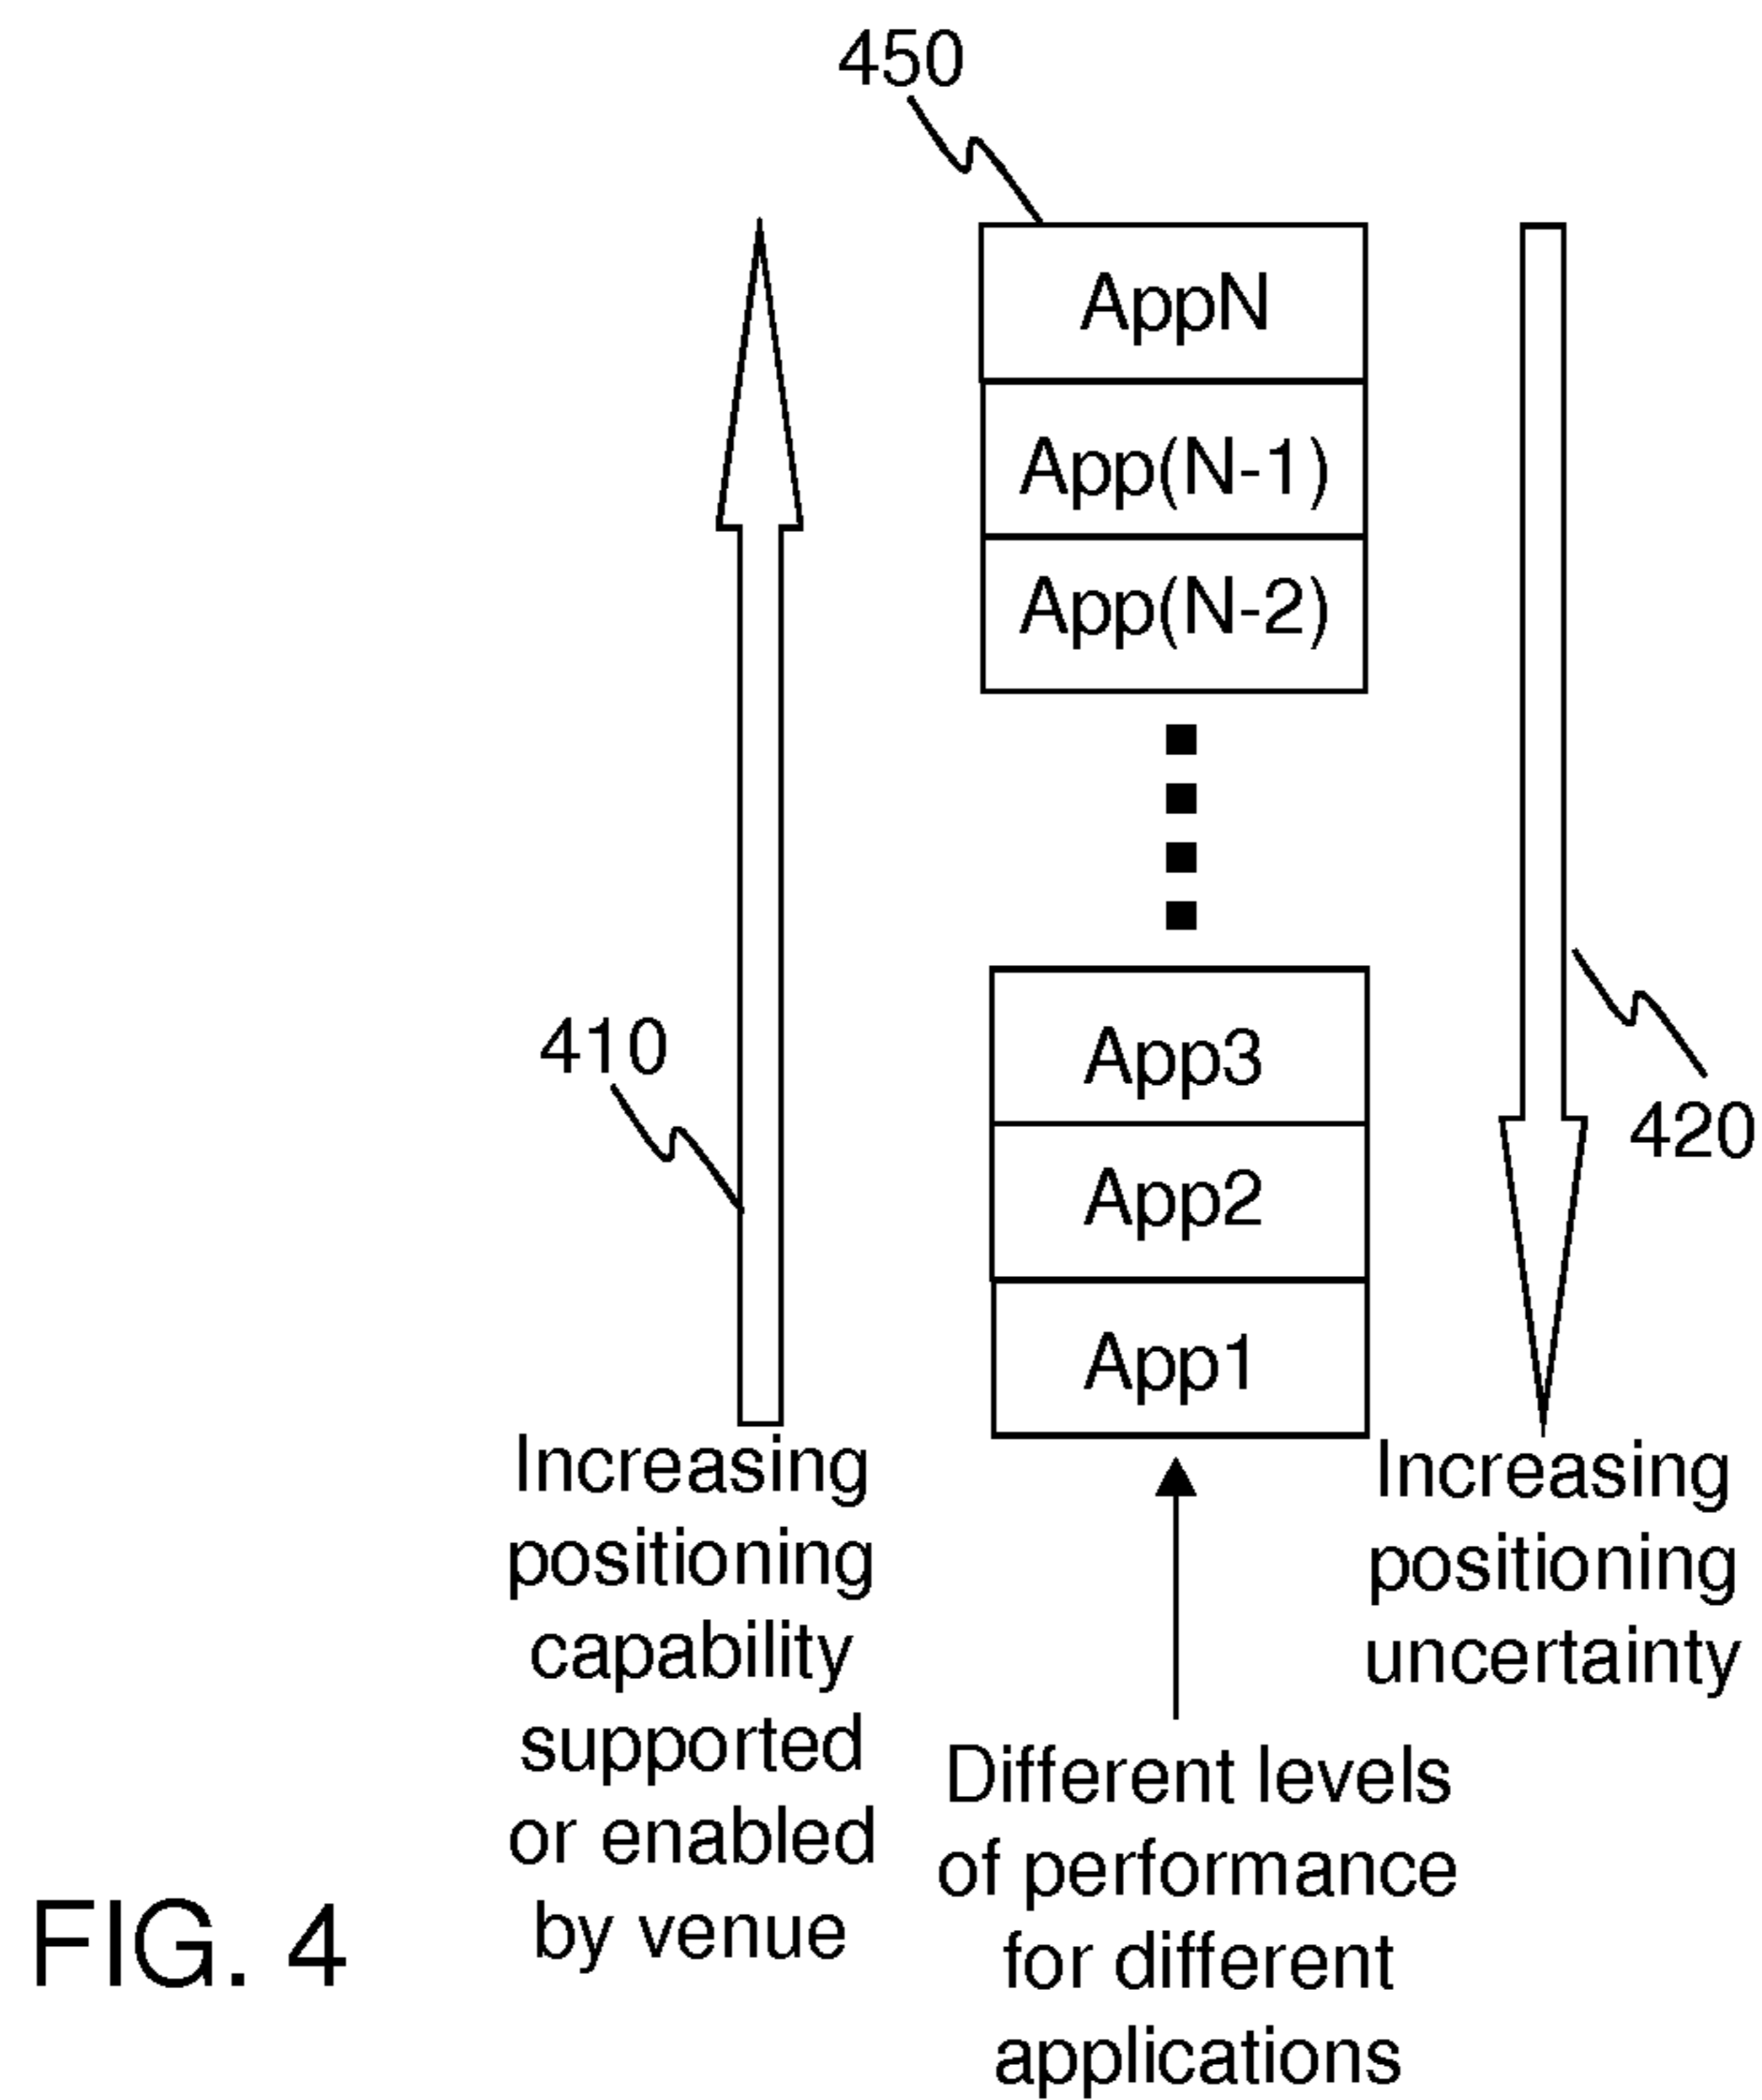 450
AppN
App(N-1)
App(N-2)
410
App3
420
App2
App1
Increasing
positioning
capability
supported
or enabled
by venue
Increasing
positioning
uncertainty
Different levels
of performance
for different
applications
FIG. 4